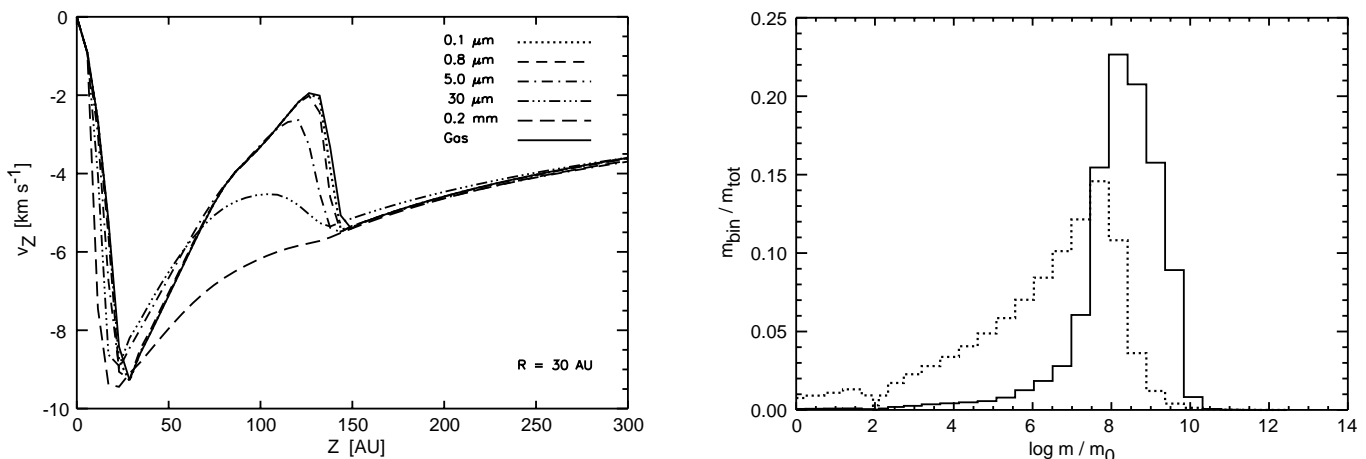 0
-2
-4
-6
-8
-10
v_Z [km s⁻¹]
0.1 μm
0.8 μm
5.0 μm
30 μm
0.2 mm
Gas
R = 30 AU
0 50 100 150 200 250 300
Z [AU]
0.25
0.20
0.15
0.10
0.05
0.00
m_bin / m_tot
0 2 4 6 8 10 12 14
log m / m_0